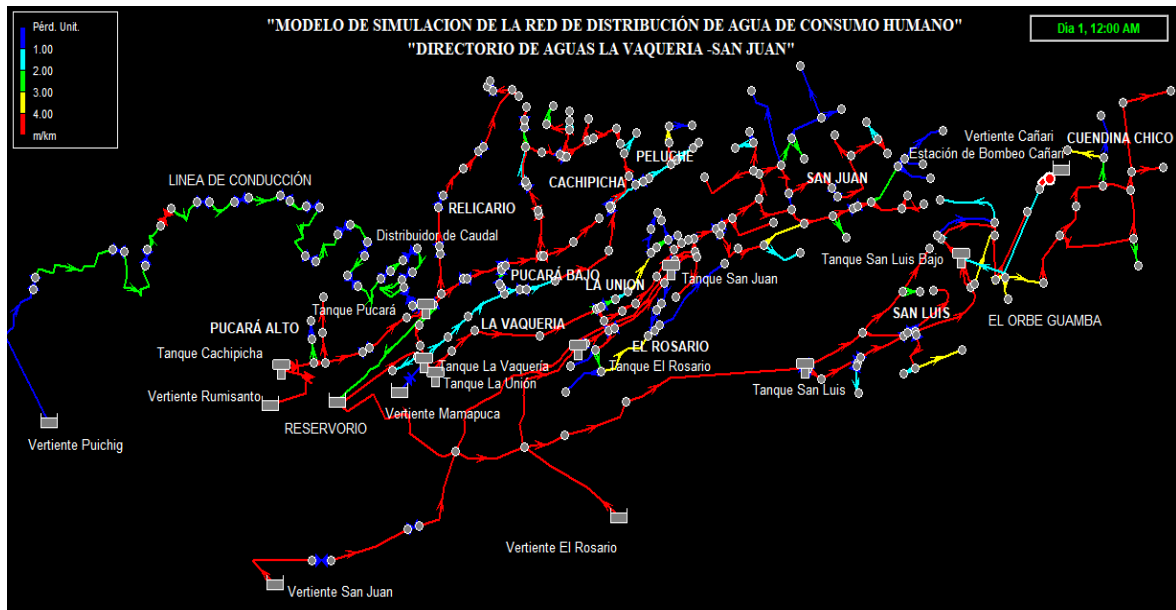 "MODELO DE SIMULACION DE LA RED DE DISTRIBUCIÓN DE AGUA DE CONSUMO HUMANO"
"DIRECTORIO DE AGUAS LA VAQUERIA -SAN JUAN"
Día 1, 12:00 AM
Pérd. Unit.
1.00
2.00
3.00
4.00
m/km
Vertiente Cañari
CUENDINA CHICO
Estación de Bombeo Cañari
PELUCHE
CACHIPICHA
SAN JUAN
LINEA DE CONDUCCIÓN
RELICARIO
Distribuidor de Caudal
Tanque San Luis Bajo
PUCARÁ BAJO
Tanque San Juan
LA UNION
Tanque Pucará
SAN LUIS
EL ORBE GUAMBA
PUCARÁ ALTO
LA VAQUERIA
EL ROSARIO
Tanque Cachipicha
Tanque La Vaquería
Tanque El Rosario
Tanque La Unión
Tanque San Luis
Vertiente Rumisanto
Vertiente Mamapuca
RESERVORIO
Vertiente Puichig
Vertiente El Rosario
Vertiente San Juan